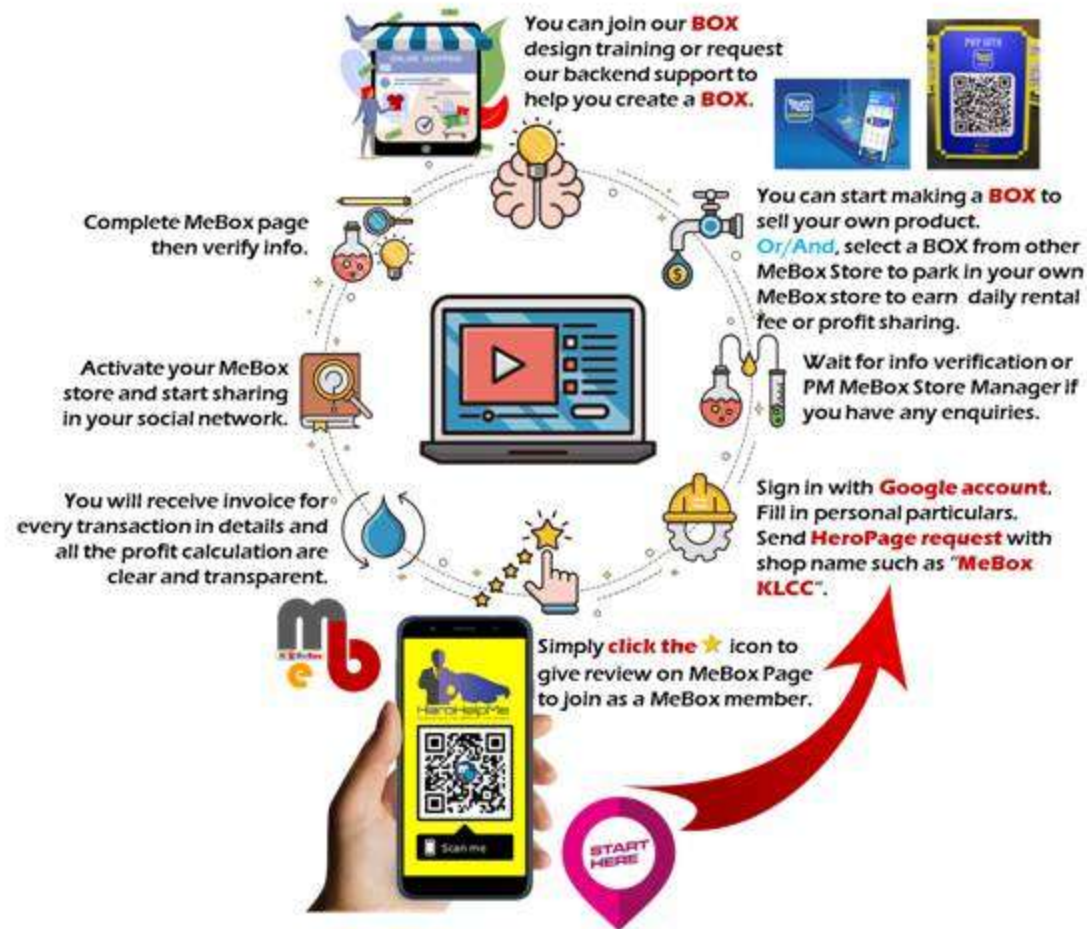 You can join our BOX
design training or request
our backend support to
help you create a BOX.
ONLINE SHOPPING
PAY WITH
You can start making a BOX to
sell your own product.
Or/And, select a BOX from other
MeBox Store to park in your own
MeBox store to earn daily rental
fee or profit sharing.
Complete MeBox page
then verify info.
Wait for info verification or
PM MeBox Store Manager if
you have any enquiries.
Activate your MeBox
store and start sharing
in your social network.
Sign in with Google account.
Fill in personal particulars.
Send HeroPage request with
shop name such as "MeBox
KLCC".
You will receive invoice for
every transaction in details and
all the profit calculation are
clear and transparent.
meb
Simply click the icon to
give review on MeBox Page
to join as a MeBox member.
HeroHelpMe
Scan me
START
HERE